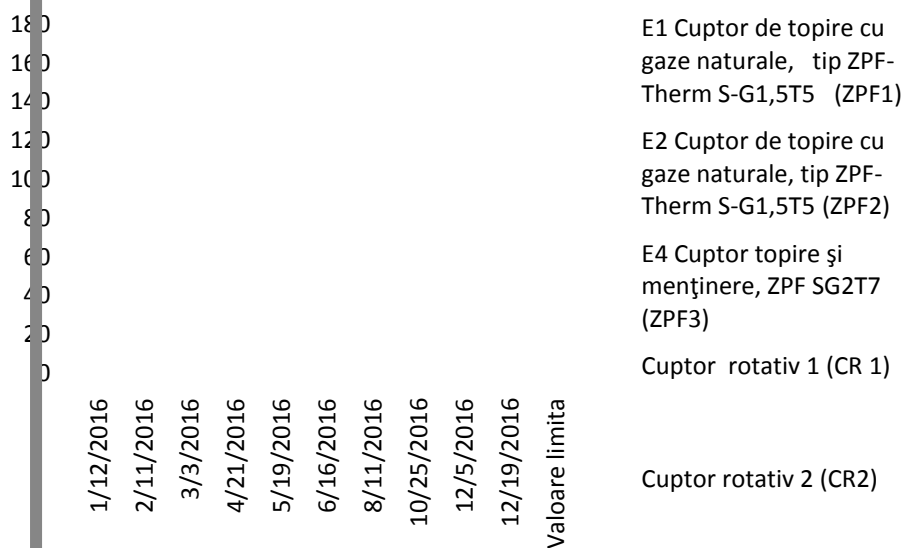 180
160
140
120
100
80
60
40
20
0
1/12/2016
2/11/2016
3/3/2016
4/21/2016
5/19/2016
6/16/2016
8/11/2016
10/25/2016
12/5/2016
12/19/2016
Valoare limita
E1 Cuptor de topire cu
gaze naturale, tip ZPF-
Therm S-G1,5T5 (ZPF1)
E2 Cuptor de topire cu
gaze naturale, tip ZPF-
Therm S-G1,5T5 (ZPF2)
E4 Cuptor topire şi
menţinere, ZPF SG2T7
(ZPF3)
Cuptor rotativ 1 (CR 1)
Cuptor rotativ 2 (CR2)